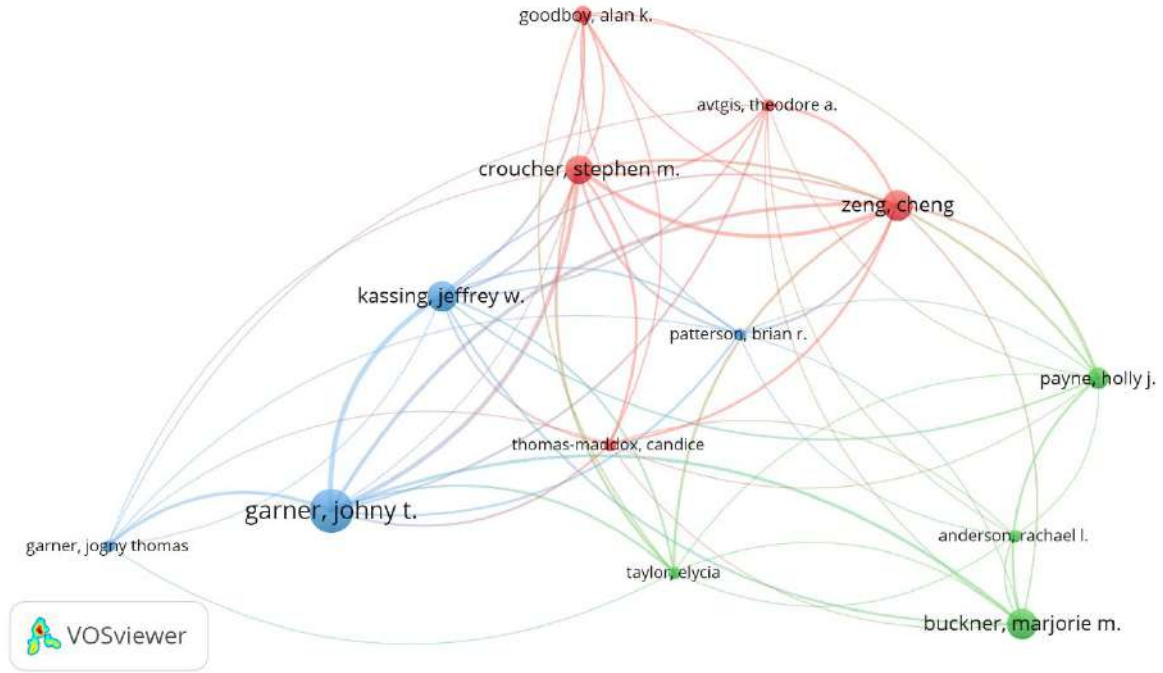 goodboy, alan k.
avtgis, theodore a.
croucher, stephen m.
zeng, cheng
kassing, jeffrey w.
patterson, brian r.
payne, holly j.
thomas-maddox, candice
garner, johny t.
anderson, rachael l.
garner, jogny thomas
taylor, elycia
buckner, marjorie m.
VOSviewer